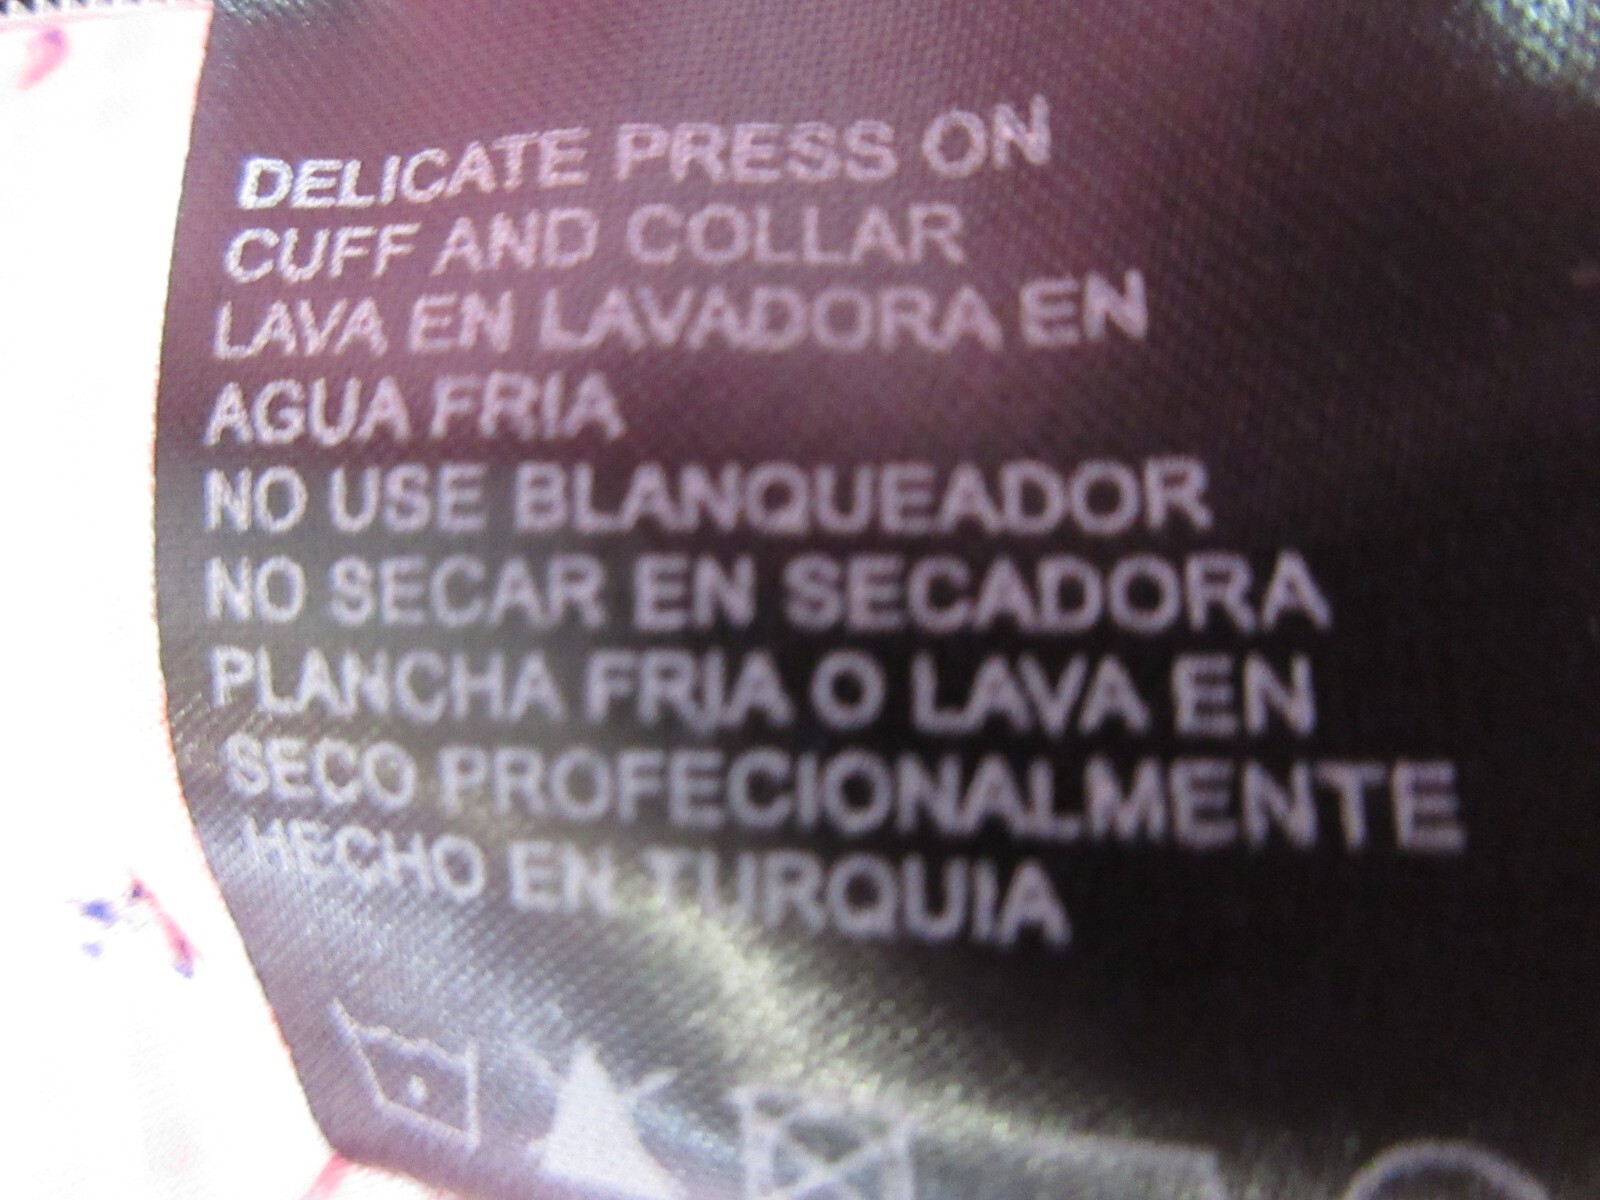 DELICATE PRESS ON
CUFF AND COLLAR
LAVA EN LAVADORA EN
AGUA FRIA
NO USE BLANQUEADOR
NO SECAR EN SECADORA
PLANCHA FRIA O LAVA EN
SECO PROFECIONALMENTE
HECHO EN TURQUIA